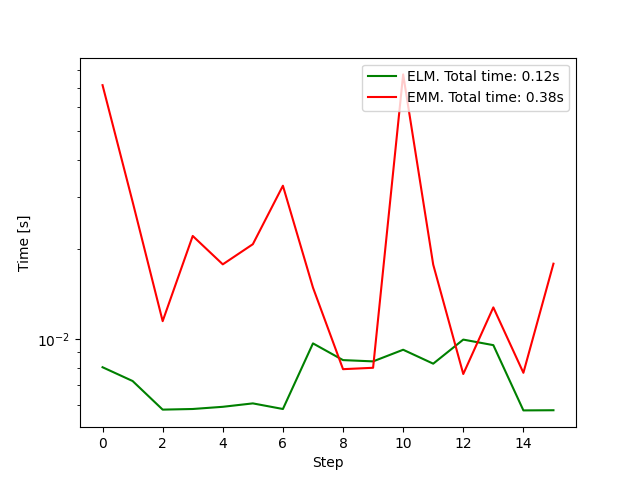 ELM. Total time: 0.12s
EMM. Total time: 0.38s
Time [s]
10⁻²
0 2 4 6 8 10 12 14
Step